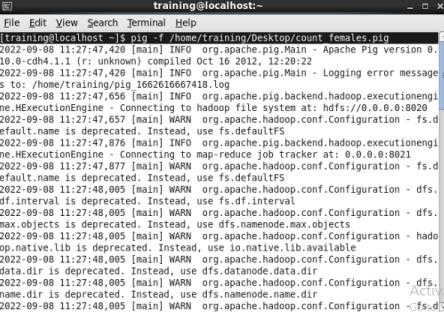 training@localhost:~
File Edit View Search Terminal Help
[training@localhost ~]$ pig -f /home/training/Desktop/count females.pig
2022-09-08 11:27:47,420 [main] INFO  org.apache.pig.Main - Apache Pig version 0.
10.0-cdh4.1.1 (r: unknown) compiled Oct 16 2012, 12:20:22
2022-09-08 11:27:47,420 [main] INFO  org.apache.pig.Main - Logging error message
s to: /home/training/pig_1662616667418.log
2022-09-08 11:27:47,656 [main] INFO  org.apache.pig.backend.hadoop.executionengi
ne.HExecutionEngine - Connecting to hadoop file system at: hdfs://0.0.0.0:8020
2022-09-08 11:27:47,657 [main] WARN  org.apache.hadoop.conf.Configuration - fs.d
efault.name is deprecated. Instead, use fs.defaultFS
2022-09-08 11:27:47,876 [main] INFO  org.apache.pig.backend.hadoop.executionengi
ne.HExecutionEngine - Connecting to map-reduce job tracker at: 0.0.0.0:8021
2022-09-08 11:27:47,877 [main] WARN  org.apache.hadoop.conf.Configuration - fs.d
efault.name is deprecated. Instead, use fs.defaultFS
2022-09-08 11:27:48,005 [main] WARN  org.apache.hadoop.conf.Configuration - dfs.
df.interval is deprecated. Instead, use fs.df.interval
2022-09-08 11:27:48,005 [main] WARN  org.apache.hadoop.conf.Configuration - dfs.
max.objects is deprecated. Instead, use dfs.namenode.max.objects
2022-09-08 11:27:48,005 [main] WARN  org.apache.hadoop.conf.Configuration - hado
op.native.lib is deprecated. Instead, use io.native.lib.available
2022-09-08 11:27:48,005 [main] WARN  org.apache.hadoop.conf.Configuration - dfs.
data.dir is deprecated. Instead, use dfs.datanode.data.dir
2022-09-08 11:27:48,005 [main] WARN  org.apache.hadoop.conf.Configuration - dfs.
name.dir is deprecated. Instead, use dfs.namenode.name.dir
2022-09-08 11:27:48,005 [main] WARN  org.apache.hadoop.conf.Configuration - fs.d